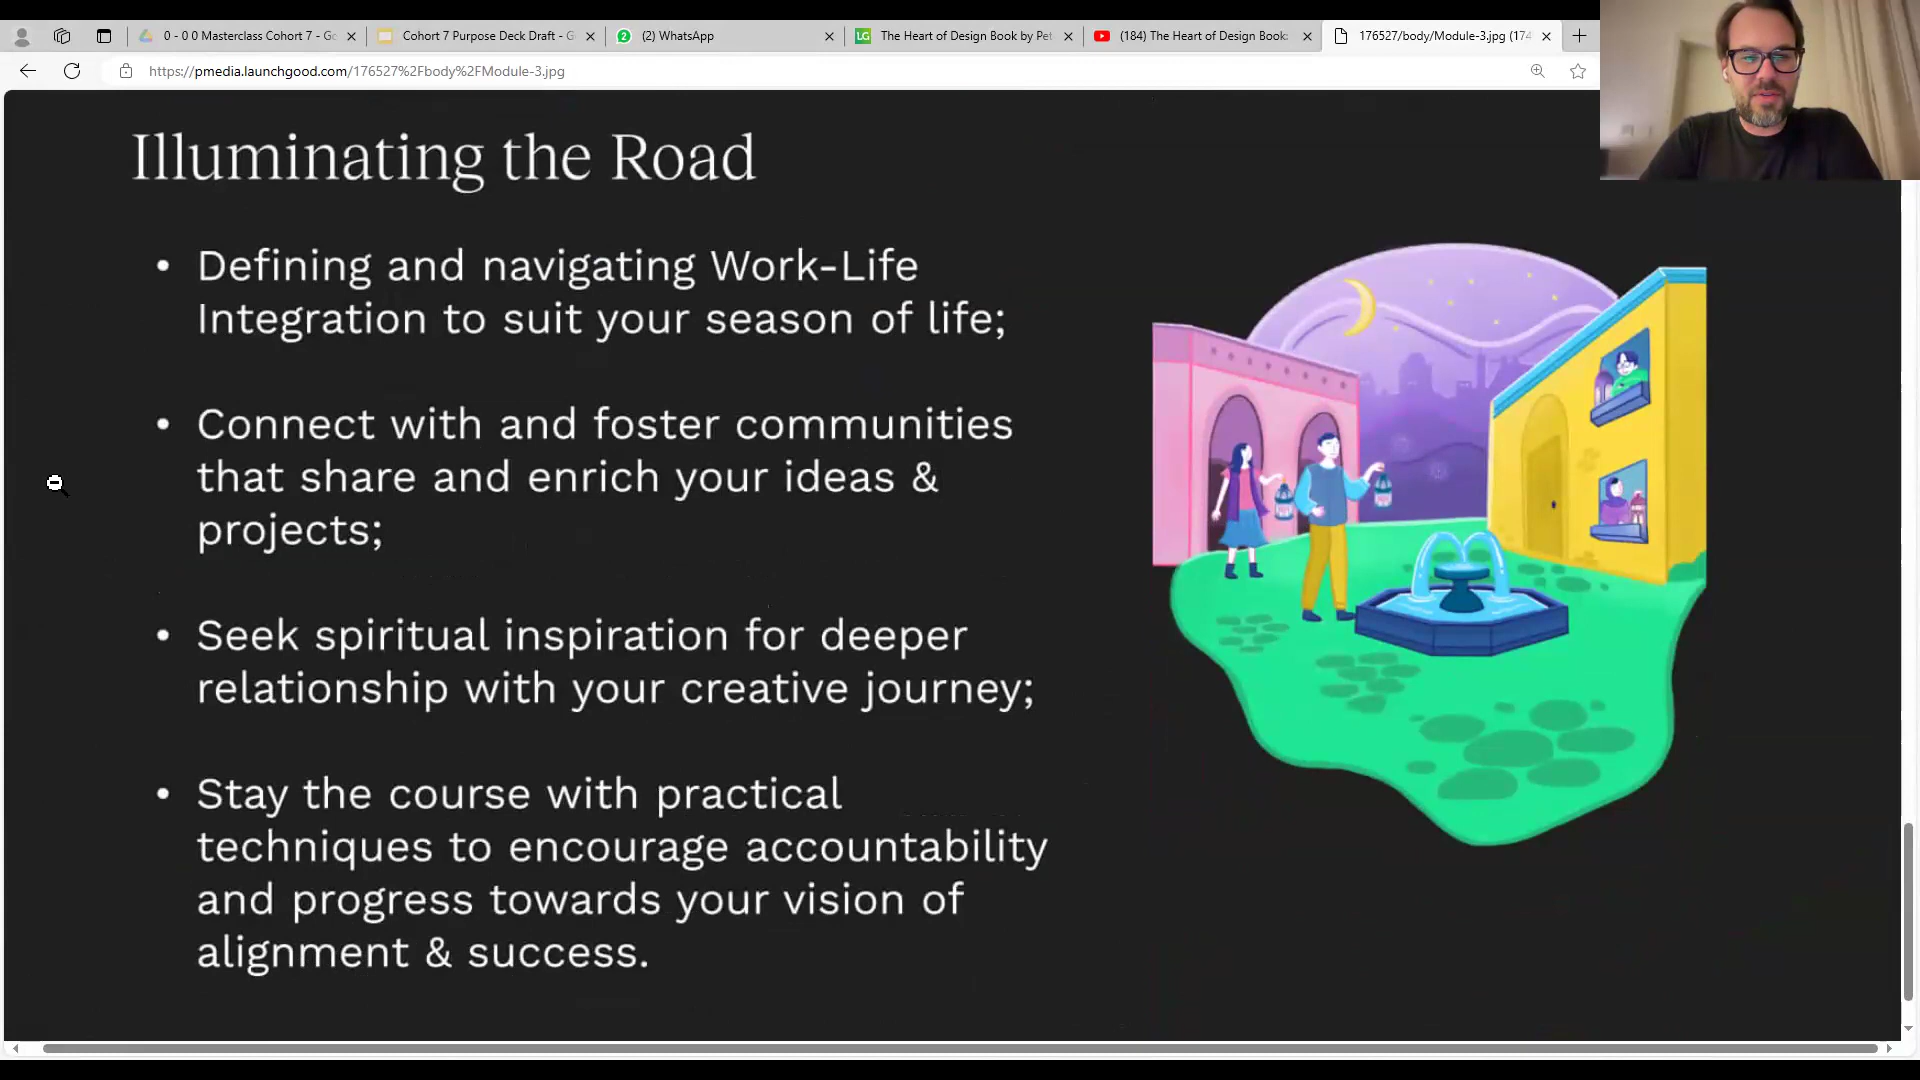 0 - 0 0 Masterclass Cohort 7 - Go
Cohort 7 Purpose Deck Draft - G
(2) WhatsApp
LG
The Heart of Design Book by Pet
(184) The Heart of Design Book
176527/body/Module-3.jpg (174
https://pmedia.launchgood.com/176527%2Fbody%2FModule-3.jpg
Illuminating the Road
• Defining and navigating Work-Life
Integration to suit your season of life;
• Connect with and foster communities
that share and enrich your ideas &
projects;
• Seek spiritual inspiration for deeper
relationship with your creative journey;
• Stay the course with practical
techniques to encourage accountability
and progress towards your vision of
alignment & success.